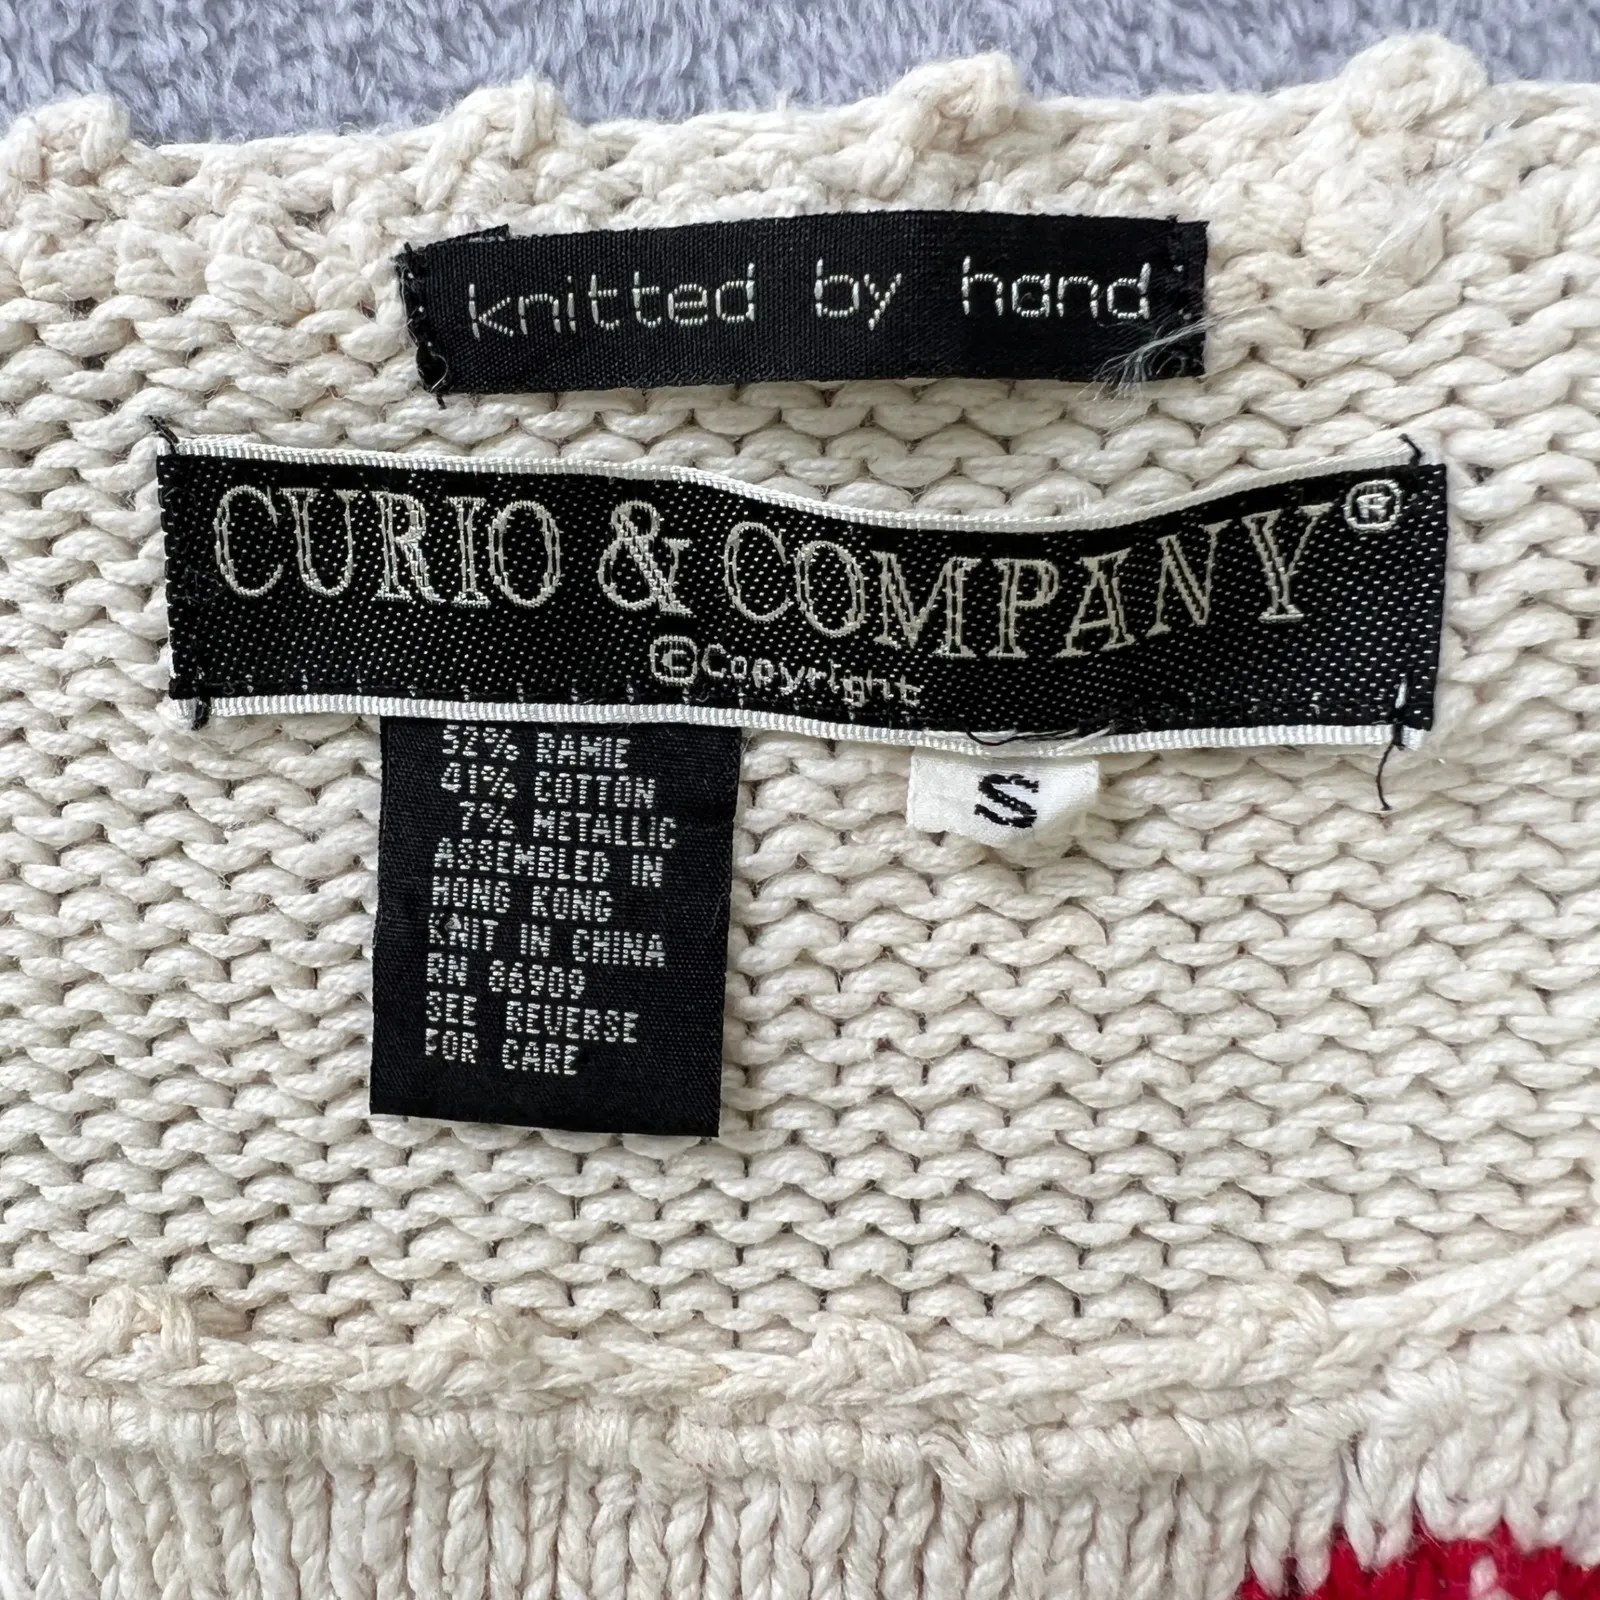 knitted by hand
CURIO & COMPANY®
©Copyright
S
52% RAMIE
41% COTTON
7% METALLIC
ASSEMBLED IN
HONG KONG
KNIT IN CHINA
RN 86909
SEE REVERSE
FOR CARE